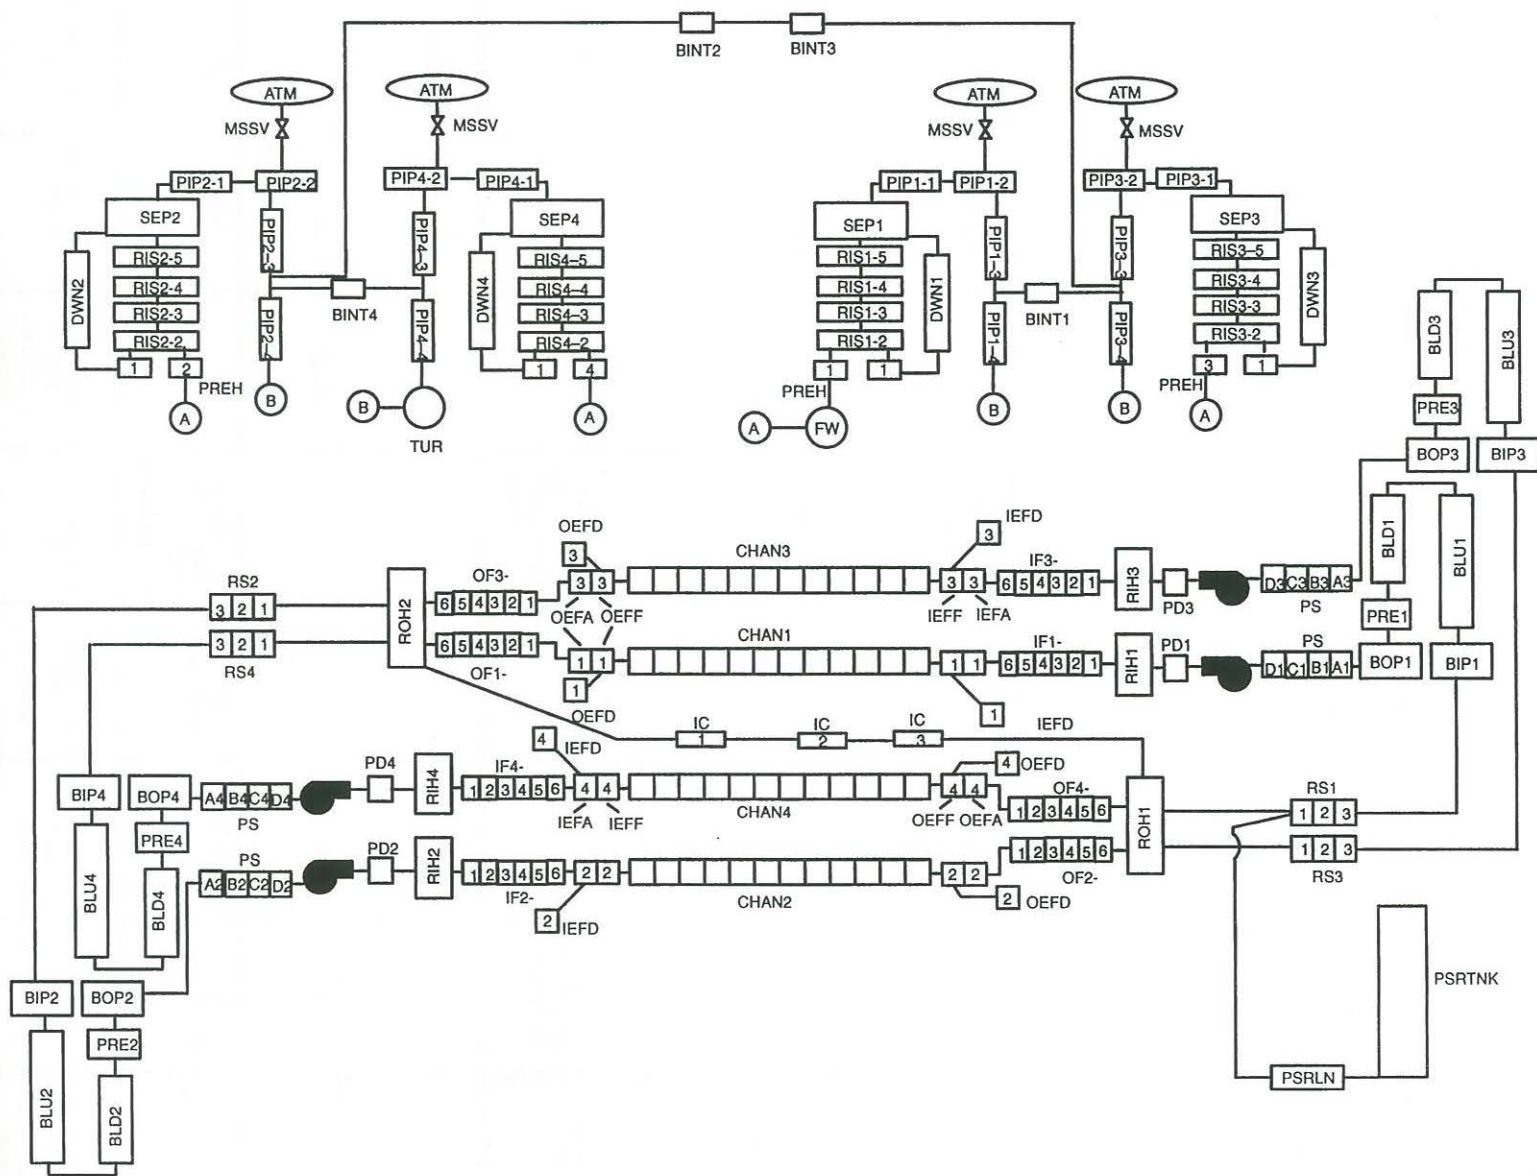 BINT2 BINT3
ATM ATM ATM ATM
MSSV MSSV MSSV MSSV
PIP2-1 PIP2-2 PIP4-2 PIP4-1 PIP1-1 PIP1-2 PIP3-2 PIP3-1
SEP2 SEP4 SEP1 SEP3
PIP2-3 PIP4-3 PIP1-3 PIP3-3
DWN2 DWN4 DWN1 DWN3
RIS2-5 RIS4-5 RIS1-5 RIS3-5
RIS2-4 RIS4-4 RIS1-4 RIS3-4
RIS2-3 RIS4-3 RIS1-3 RIS3-3
RIS2-2 RIS4-2 RIS1-2 RIS3-2
BINT4 BINT1
PIP2-4 PIP4-4 PIP1-4 PIP3-4
1 2 1 4 1 1 3 1
PREH PREH PREH
A B B A A FW B B A
TUR
BLD3 BLU3
PRE3
BOP3 BIP3
BLD1 BLU1
PRE1
BOP1 BIP1
OEFD IEFD
3 3
RS2 OF3- CHAN3 IF3-
3 2 1 ROH2 6 5 4 3 2 1 3 3 3 3 6 5 4 3 2 1 RIH3 PD3 D3 C3 B3 A3
PS
OEFA OEFF IEFF IEFA
RS4 OF1- CHAN1 IF1- PD1 PS
3 2 1 6 5 4 3 2 1 1 1 1 1 6 5 4 3 2 1 RIH1 D1 C1 B1 A1
1 1
OEFD IEFD
IC IC IC
1 2 3
4 IEFD 4 OEFD
BIP4 BOP4 A4 B4 C4 D4 PD4 RIH4 IF4- 1 2 3 4 5 6 4 4 CHAN4 4 4 OF4- 1 2 3 4 5 6 ROH1 RS1 1 2 3
PS
IEFA IEFF OEFF OEFA
BLU4 PRE4 BLD4
PS PD2
A2 B2 C2 D2 RIH2 IF2- 1 2 3 4 5 6 2 2 CHAN2 2 2 OF2- 1 2 3 4 5 6 RS3 1 2 3
2 IEFD 2 OEFD
BIP2 BOP2
PRE2
BLU2 BLD2
PSRTNK
PSRLN